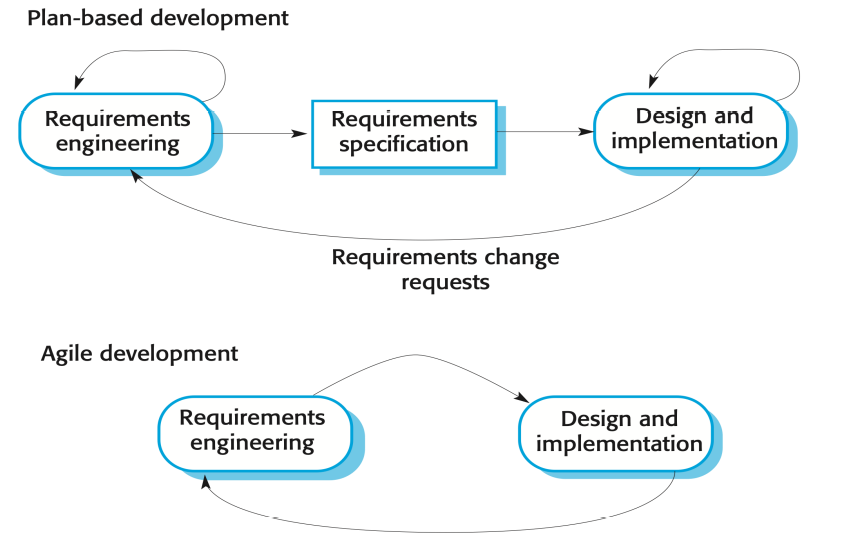 Plan-based development
Requirements
engineering
Requirements
specification
Design and
implementation
Requirements change
requests
Agile development
Requirements
engineering
Design and
implementation